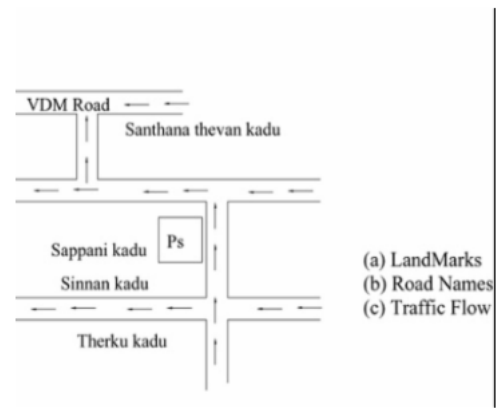 VDM Road
Santhana thevan kadu
Ps
Sappani kadu
Sinnan kadu
Therku kadu
(a) LandMarks
(b) Road Names
(c) Traffic Flow